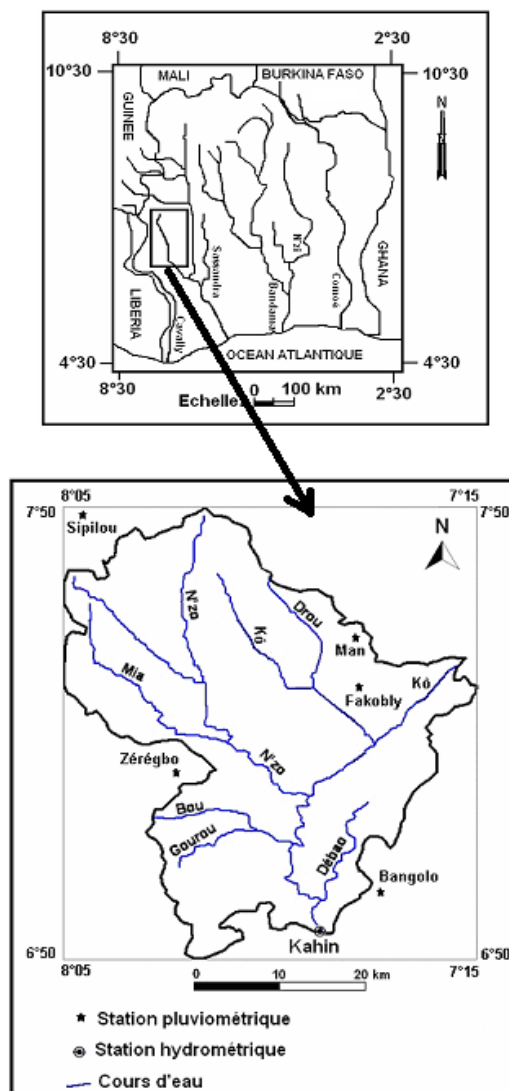 8°30 2°30
10°30 10°30
MALI BURKINA FASO
GUINEE
N
N'zi
Sassandra
Bandama
Comoé
GHANA
LIBERIA
Cavally
OCEAN ATLANTIQUE
4°30 4°30
8°30 2°30
0 100 km
Echelle:
8°05 7°15
7°50 7°50
Sipilou
N
N'zo
Kô
Drou
Man
Kô
Fakobly
Mia
N'zo
Zérégbo
Bou
Gourou
Débao
Bangolo
Kahin
6°50 6°50
8°05 7°15
0 10 20 km
Station pluviométrique
Station hydrométrique
Cours d'eau